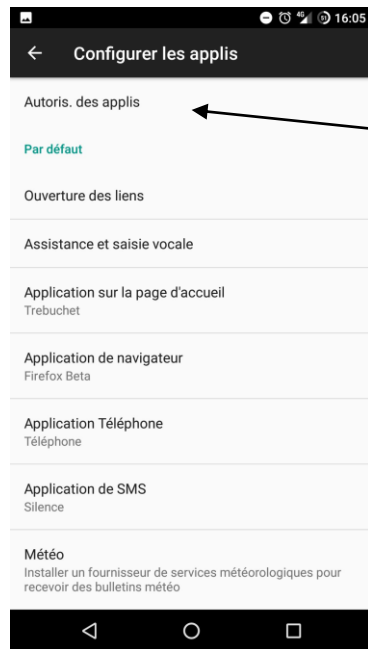 16:05
Configurer les applis
Autoris. des applis
Par défaut
Ouverture des liens
Assistance et saisie vocale
Application sur la page d'accueil
Trebuchet
Application de navigateur
Firefox Beta
Application Téléphone
Téléphone
Application de SMS
Silence
Météo
Installer un fournisseur de services météorologiques pour
recevoir des bulletins météo